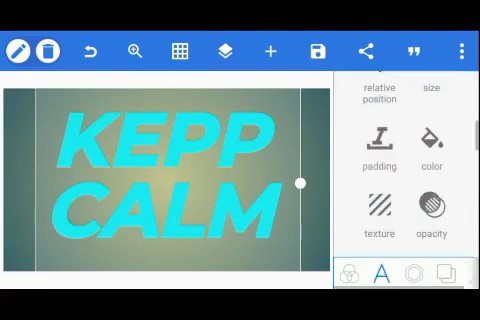 relative
position
size
KEPP
CALM
padding
color
texture
opacity